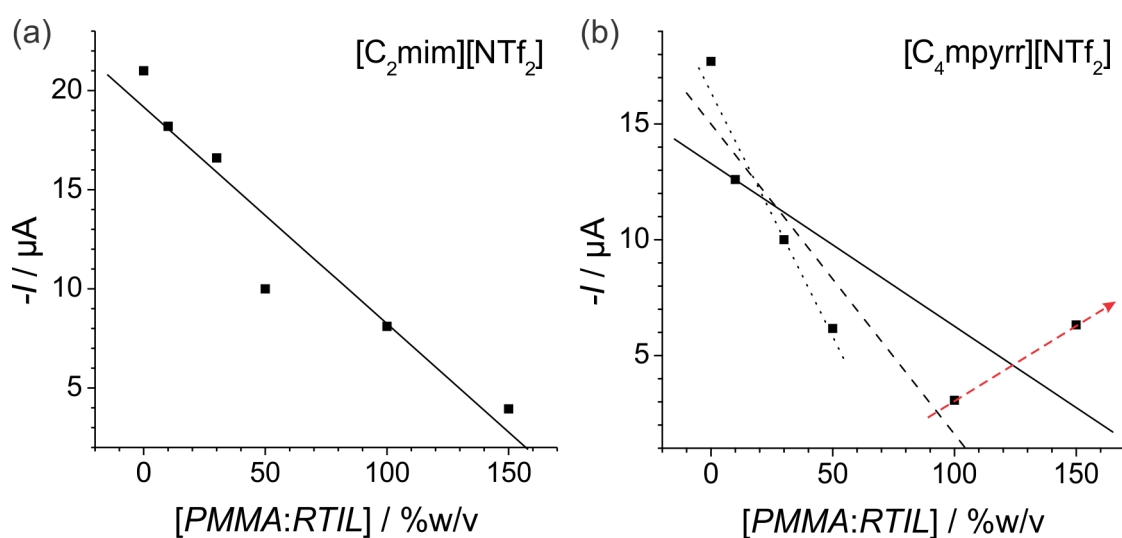 (a)
[C₂mim][NTf₂]
20
15
10
5
-I / µA
0
50
100
150
[PMMA:RTIL] / %w/v
(b)
[C₄mpyrr][NTf₂]
15
10
5
-I / µA
0
50
100
150
[PMMA:RTIL] / %w/v